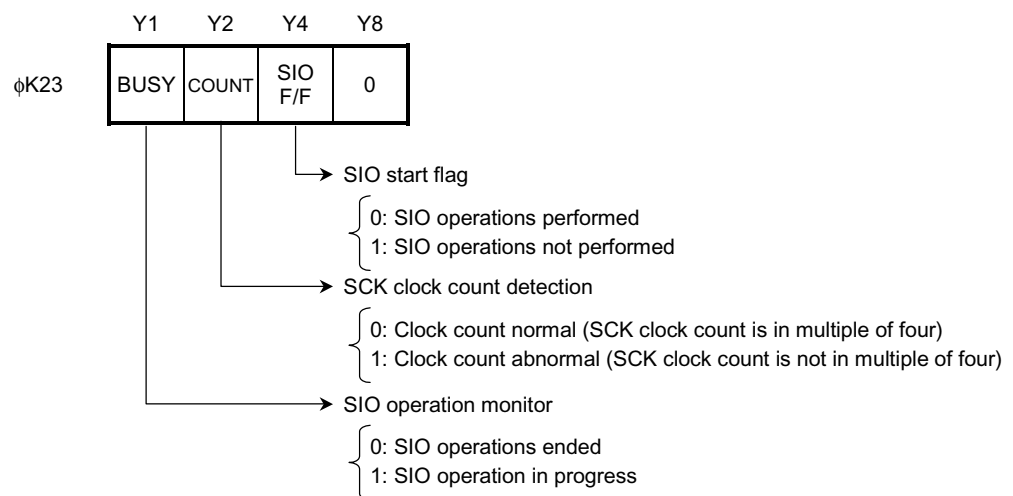 Y1 Y2 Y4 Y8
ϕK23 BUSY COUNT SIO F/F 0
SIO start flag
0: SIO operations performed
1: SIO operations not performed
SCK clock count detection
0: Clock count normal (SCK clock count is in multiple of four)
1: Clock count abnormal (SCK clock count is not in multiple of four)
SIO operation monitor
0: SIO operations ended
1: SIO operation in progress